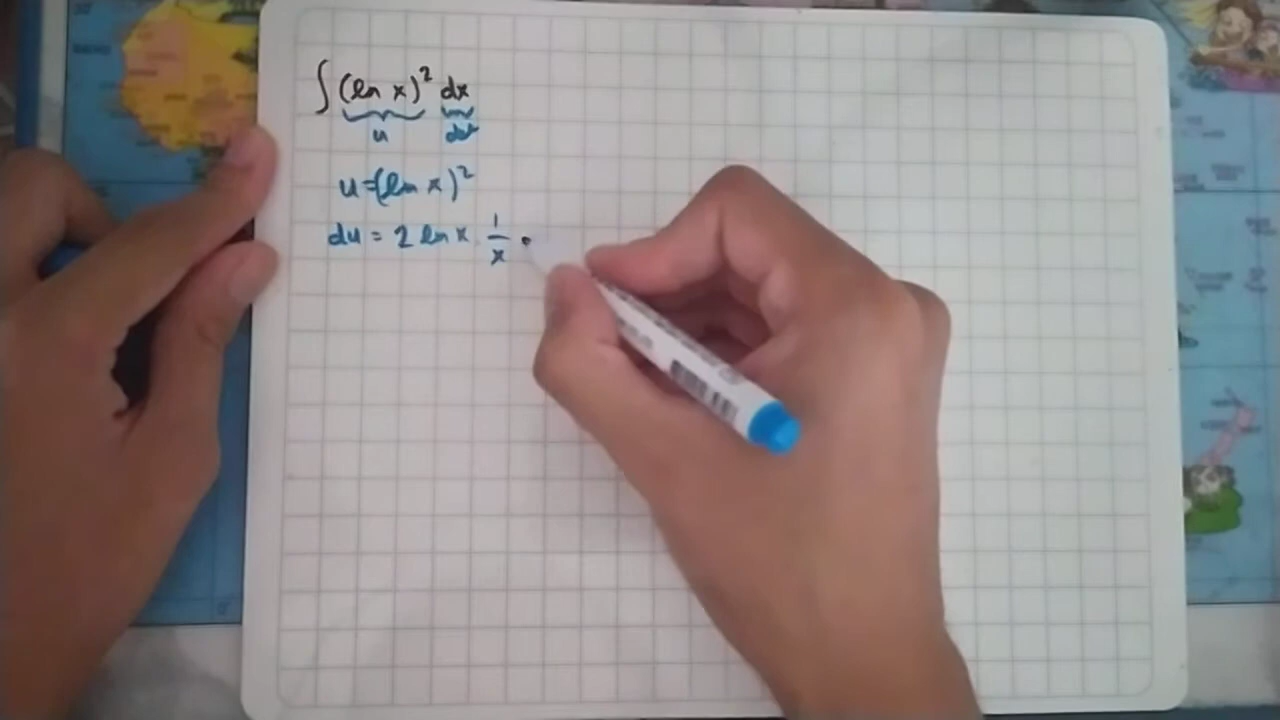 ∫(ln x)² dx
u dv
u=(ln x)²
du = 2 ln x 1/x